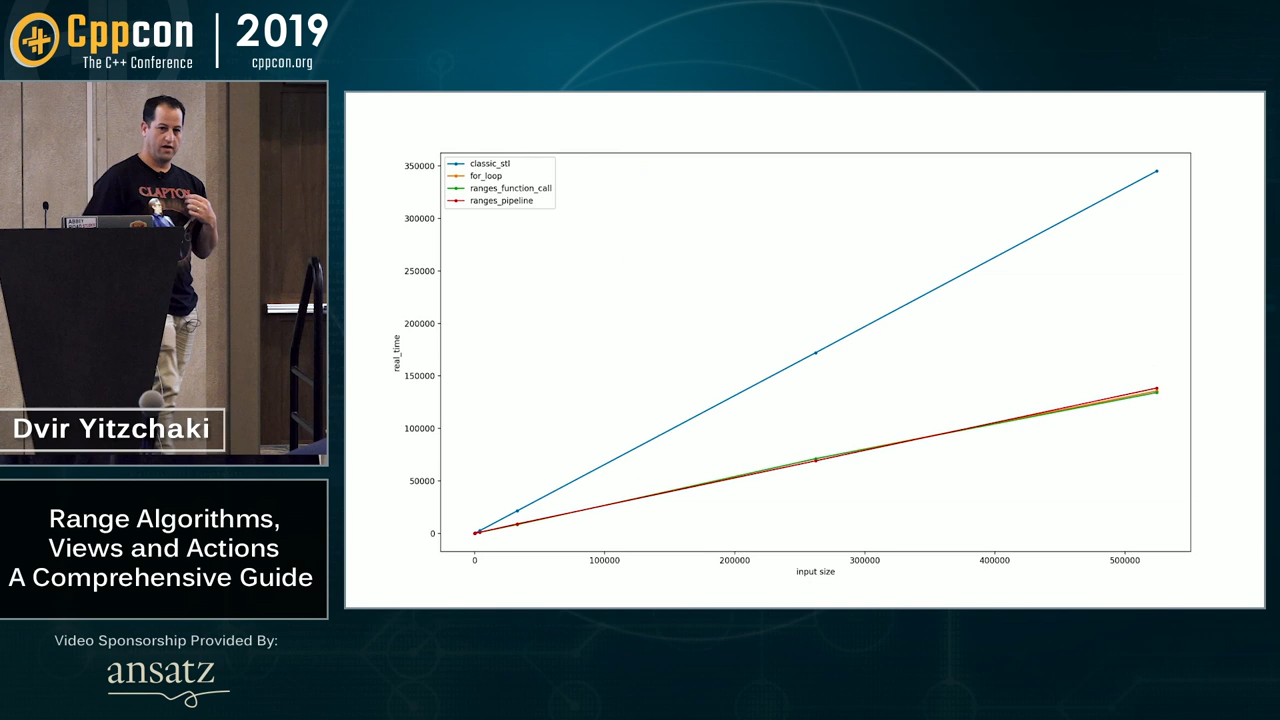 Cppcon | 2019
The C++ Conference
cppcon.org
CLAPTON
ABBEY
Dvir Yitzchaki
Range Algorithms,
Views and Actions
A Comprehensive Guide
Video Sponsorship Provided By:
ansatz
classic_stl
for_loop
ranges_function_call
ranges_pipeline
350000
300000
250000
200000
150000
100000
50000
0
real_time
0 100000 200000 300000 400000 500000
input size